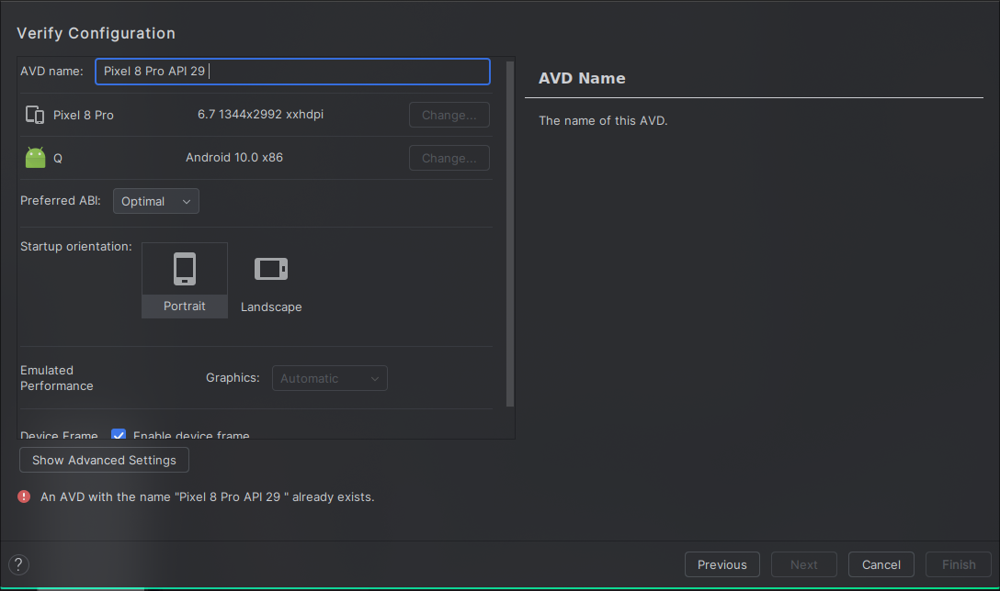 Verify Configuration
AVD name: Pixel 8 Pro API 29
AVD Name
The name of this AVD.
Pixel 8 Pro 6.7 1344x2992 xxhdpi Change...
Q Android 10.0 x86 Change...
Preferred ABI: Optimal
Startup orientation:
Portrait
Landscape
Emulated
Performance
Graphics: Automatic
Device Frame Enable device frame
Show Advanced Settings
An AVD with the name "Pixel 8 Pro API 29 " already exists.
? Previous Next Cancel Finish